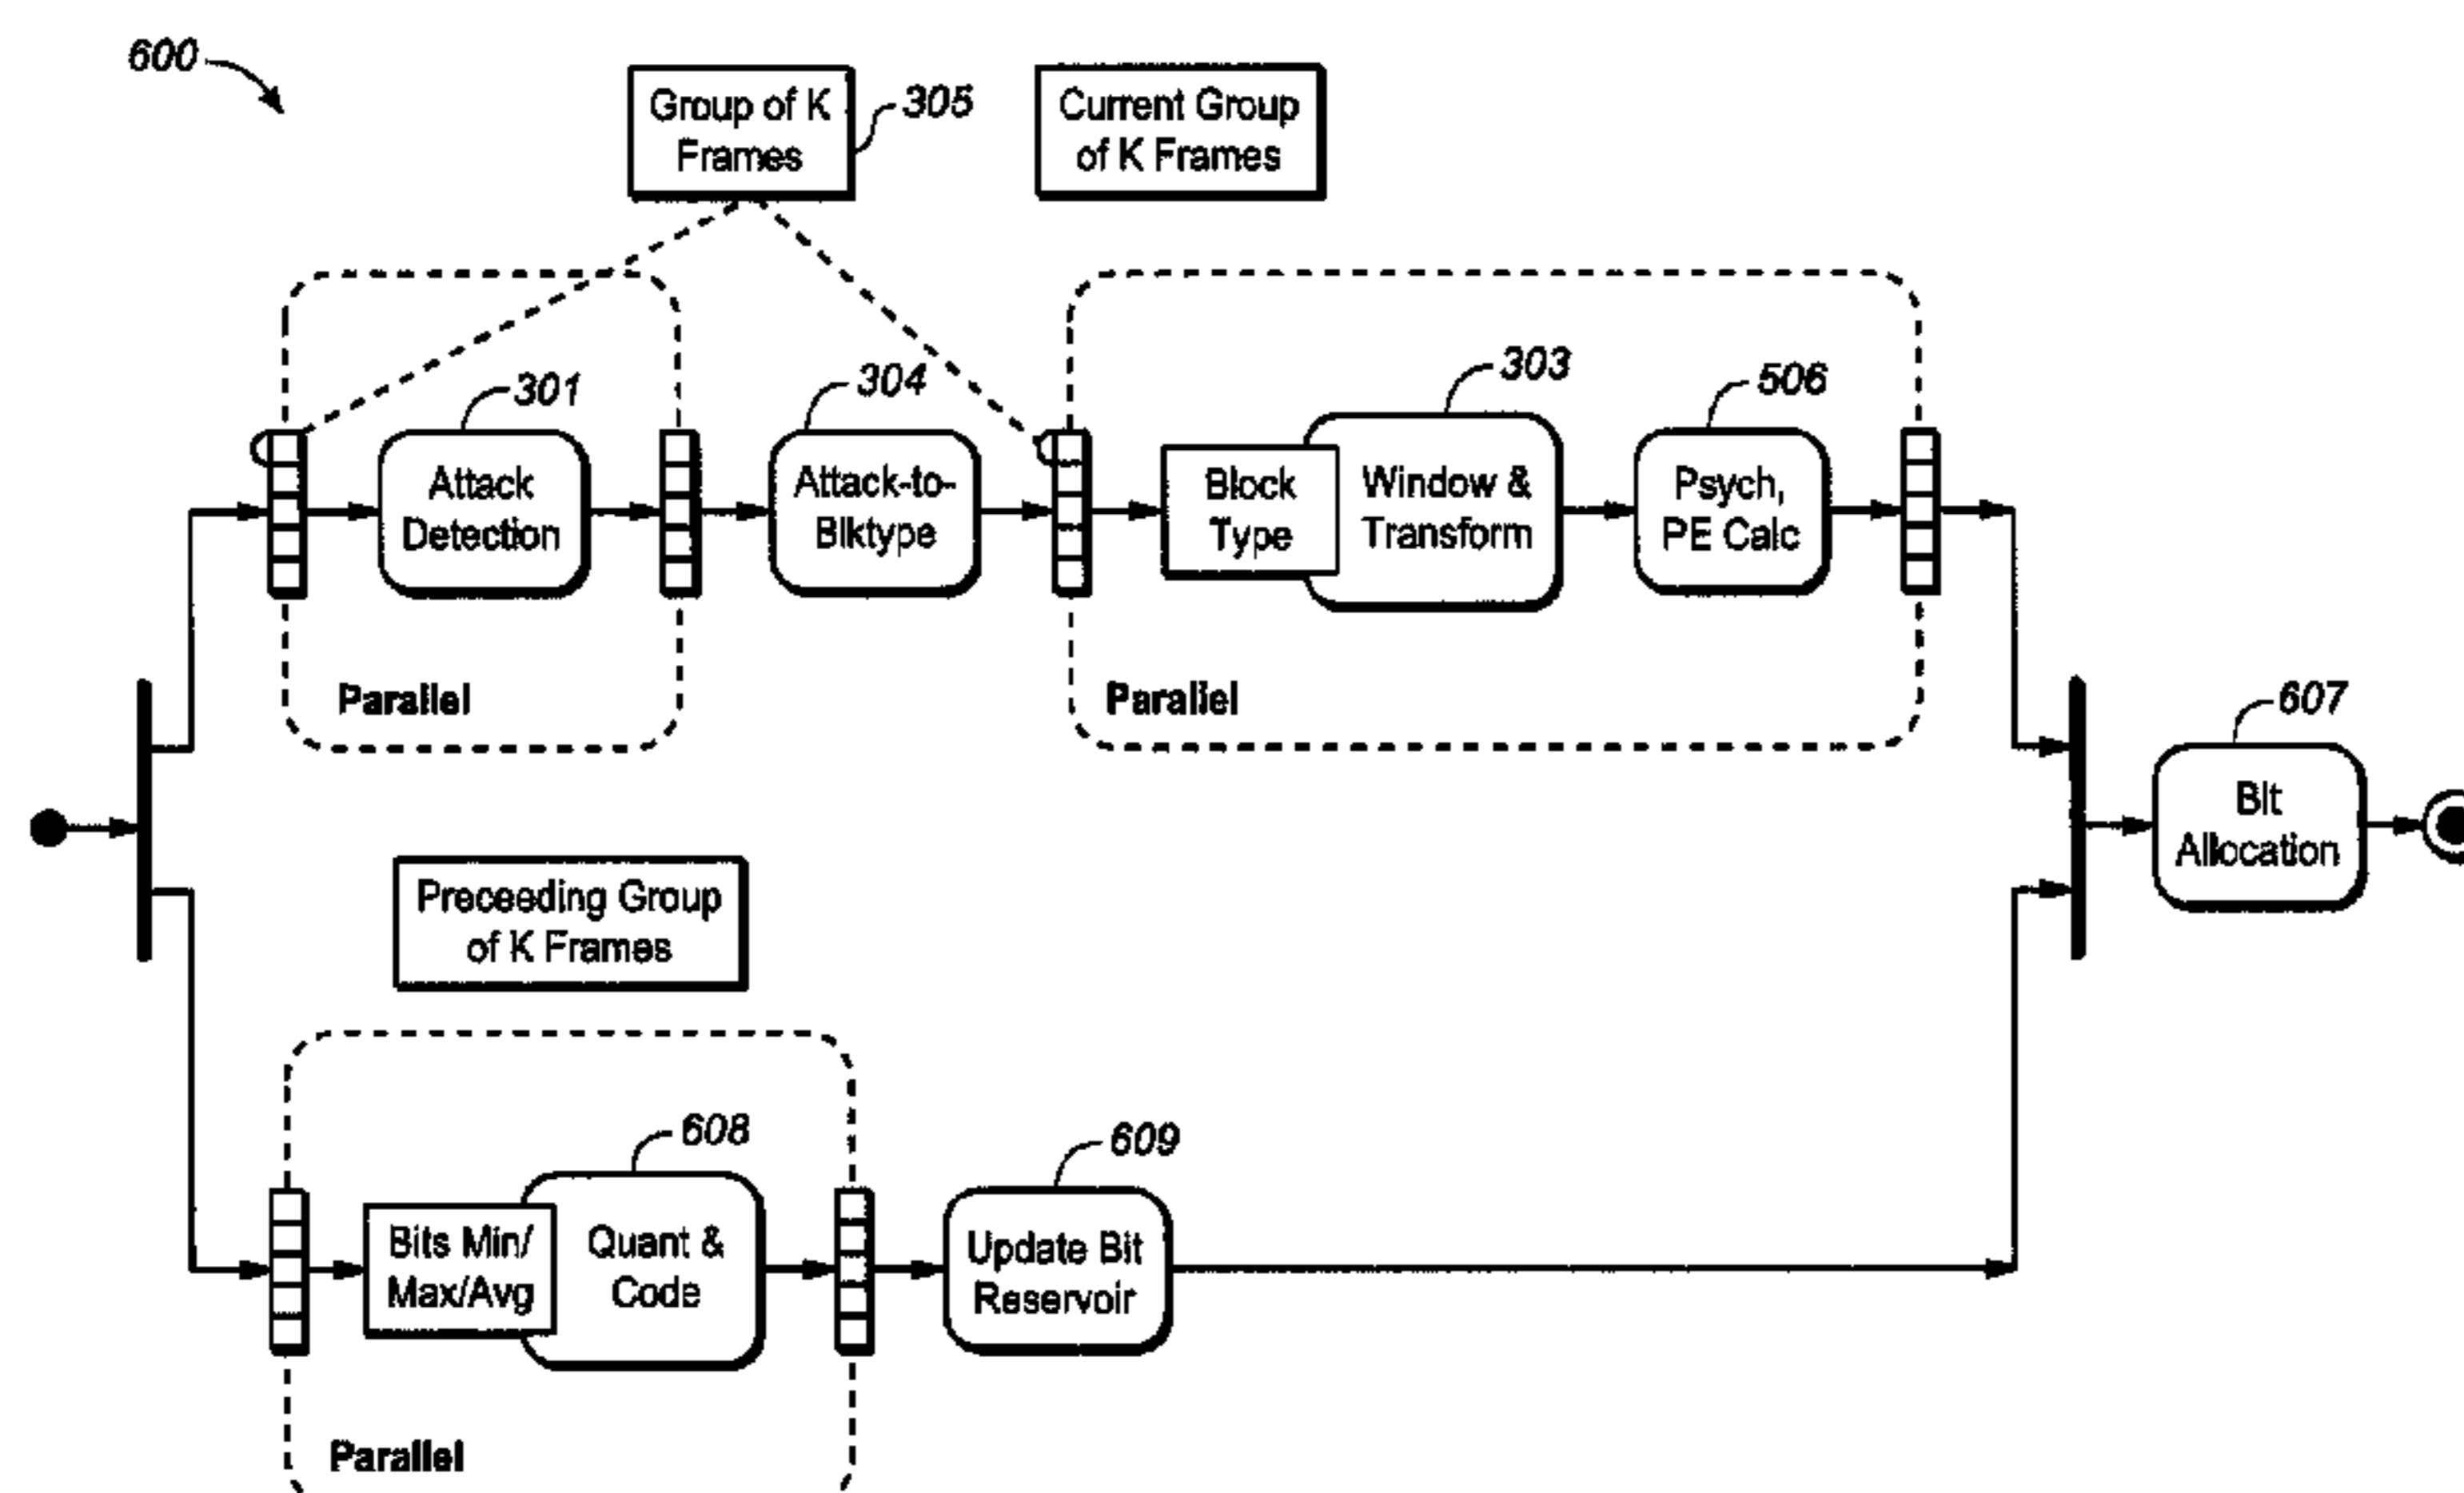 600
Group of K
Frames
305
Current Group
of K Frames
301
304
303
506
Attack
Detection
Attack-to-
Blktype
Block
Type
Window &
Transform
Psych,
PE Calc
Parallel
Parallel
607
Bit
Allocation
Preceeding Group
of K Frames
608
609
Bits Min/
Max/Avg
Quant &
Code
Update Bit
Reservoir
Parallel